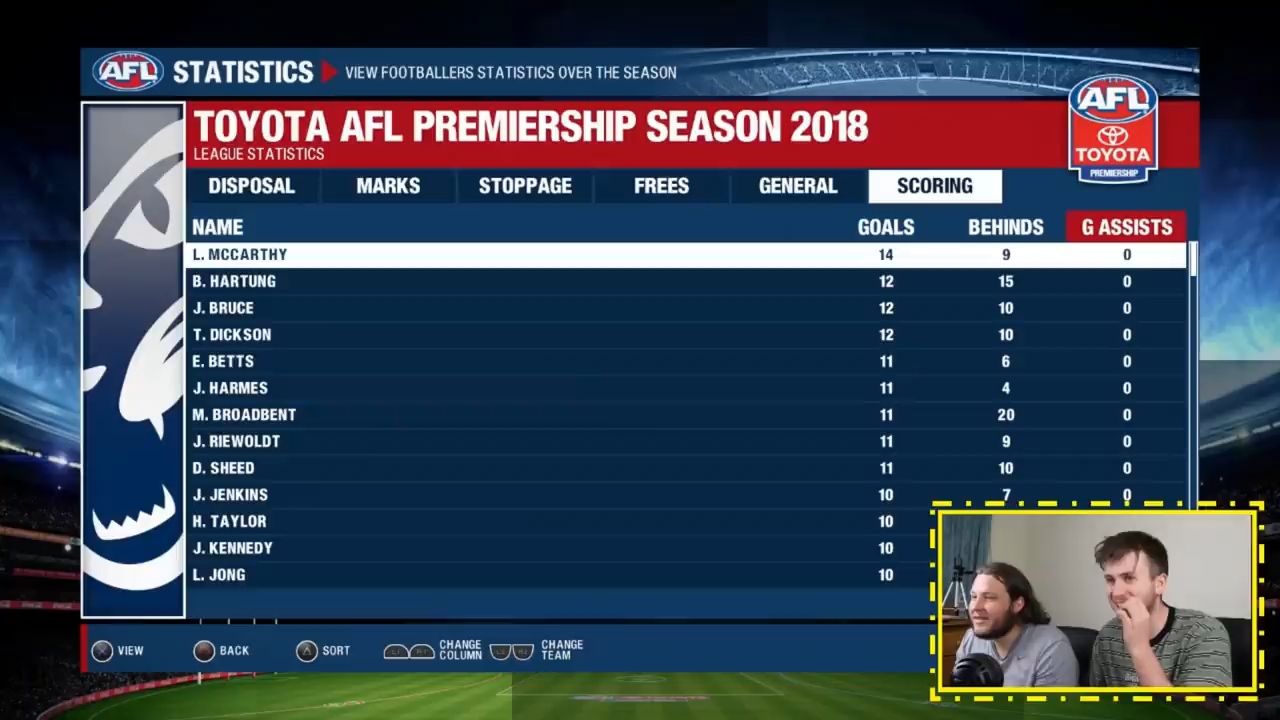 AFL STATISTICS VIEW FOOTBALLERS STATISTICS OVER THE SEASON
TOYOTA AFL PREMIERSHIP SEASON 2018
LEAGUE STATISTICS
AFL
TOYOTA
PREMIERSHIP
DISPOSAL MARKS STOPPAGE FREES GENERAL SCORING
NAME GOALS BEHINDS G ASSISTS
L. MCCARTHY 14 9 0
B. HARTUNG 12 15 0
J. BRUCE 12 10 0
T. DICKSON 12 10 0
E. BETTS 11 6 0
J. HARMES 11 4 0
M. BROADBENT 11 20 0
J. RIEWOLDT 11 9 0
D. SHEED 11 10 0
J. JENKINS 10 7 0
H. TAYLOR 10
J. KENNEDY 10
L. JONG 10
VIEW BACK SORT L1 R1 CHANGE COLUMN L2 R2 CHANGE TEAM